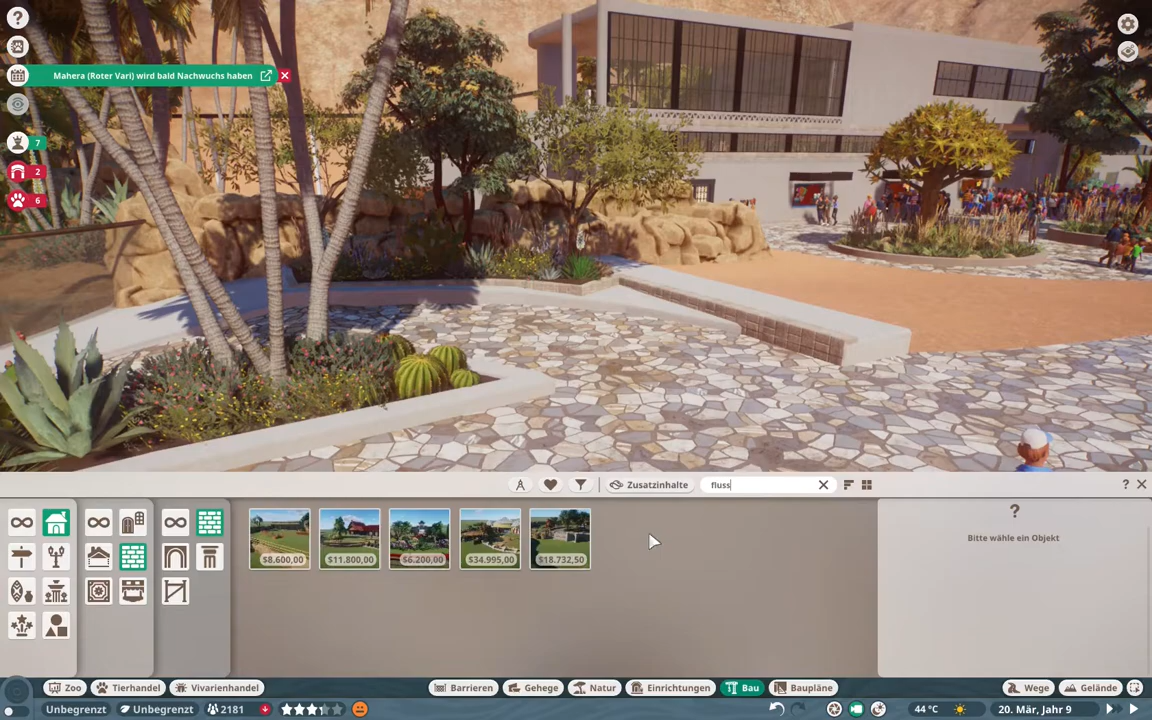 ?
Mahera (Roter Vari) wird bald Nachwuchs haben
7
2
6
Zusatzinhalte
fluss
?
$8.600,00
$11.800,00
$6.200,00
$34.995,00
$18.732,50
?
Bitte wähle ein Objekt
Zoo
Tierhandel
Vivarienhandel
Barrieren
Gehege
Natur
Einrichtungen
Bau
Baupläne
Wege
Gelände
Unbegrenzt
Unbegrenzt
2181
44 °C
20. Mär, Jahr 9